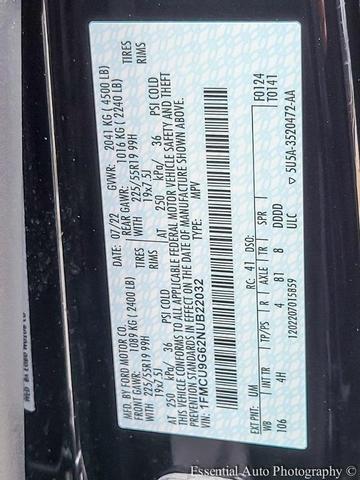 MFD. BY FORD MOTOR CO.
DATE: 07/22 GVWR: 2041 KG ( 4500 LB)
FRONT GAWR: 1089 KG ( 2400 LB) REAR GAWR: 1016 KG ( 2240 LB)
WITH 225/55R19 99H TIRES WITH 225/55R19 99H TIRES
19x7.5J RIMS 19x7.5J RIMS
AT 250 kPa/ 36 PSI COLD AT 250 kPa/ 36 PSI COLD
THIS VEHICLE CONFORMS TO ALL APPLICABLE FEDERAL MOTOR VEHICLE SAFETY AND THEFT
PREVENTION STANDARDS IN EFFECT ON THE DATE OF MANUFACTURE SHOWN ABOVE.
VIN: 1FMCU9G62NUB22032 TYPE: MPV
F0124
T0141
EXT PNT: UM RC: 41 DSO:
WB INT TR TP/PS R AXLE TR SPR
106 4H 4 81 8 DDDD
ULC 5U5A-3520472-AA
1202207015859
Essential Auto Photography ©